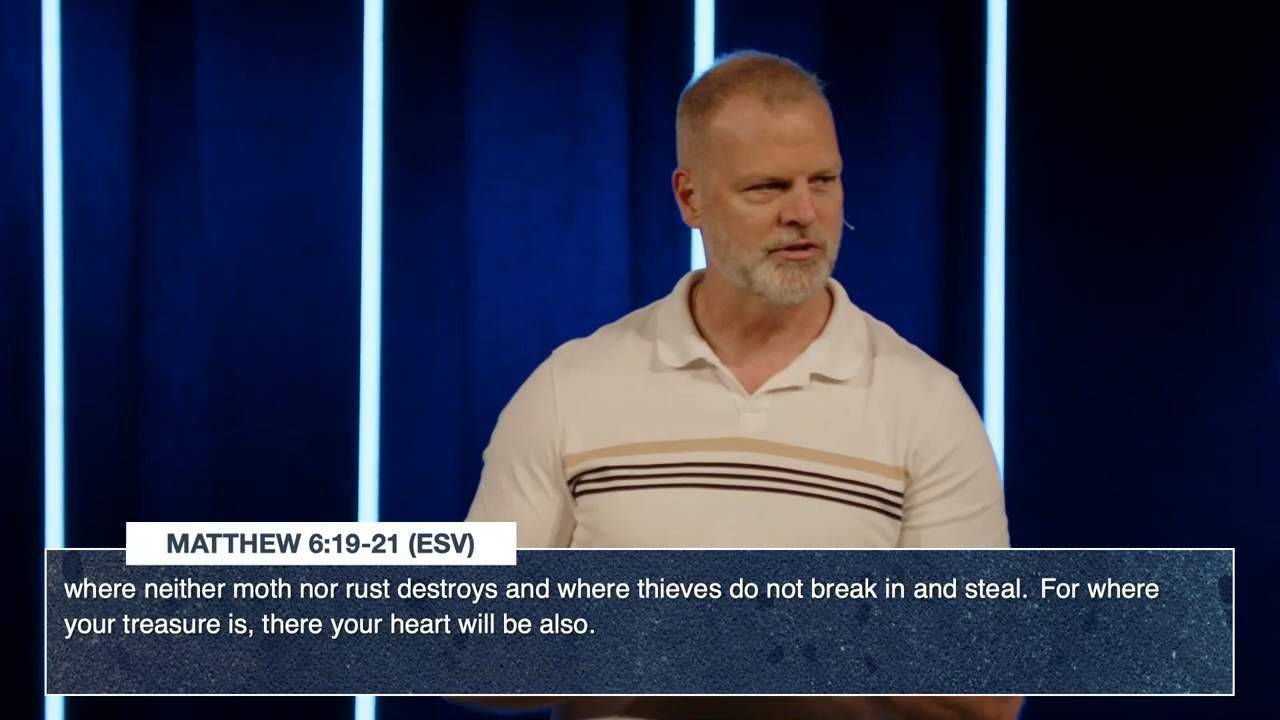 MATTHEW 6:19-21 (ESV)
where neither moth nor rust destroys and where thieves do not break in and steal. For where
your treasure is, there your heart will be also.